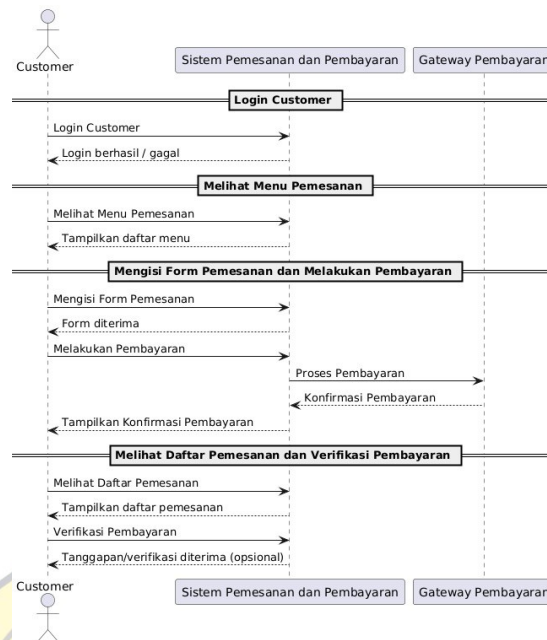 Customer
Sistem Pemesanan dan Pembayaran
Gateway Pembayaran
Login Customer
Login Customer
Login berhasil / gagal
Melihat Menu Pemesanan
Melihat Menu Pemesanan
Tampilkan daftar menu
Mengisi Form Pemesanan dan Melakukan Pembayaran
Mengisi Form Pemesanan
Form diterima
Melakukan Pembayaran
Proses Pembayaran
Konfirmasi Pembayaran
Tampilkan Konfirmasi Pembayaran
Melihat Daftar Pemesanan dan Verifikasi Pembayaran
Melihat Daftar Pemesanan
Tampilkan daftar pemesanan
Verifikasi Pembayaran
Tanggapan/verifikasi diterima (opsional)
Customer
Sistem Pemesanan dan Pembayaran
Gateway Pembayaran